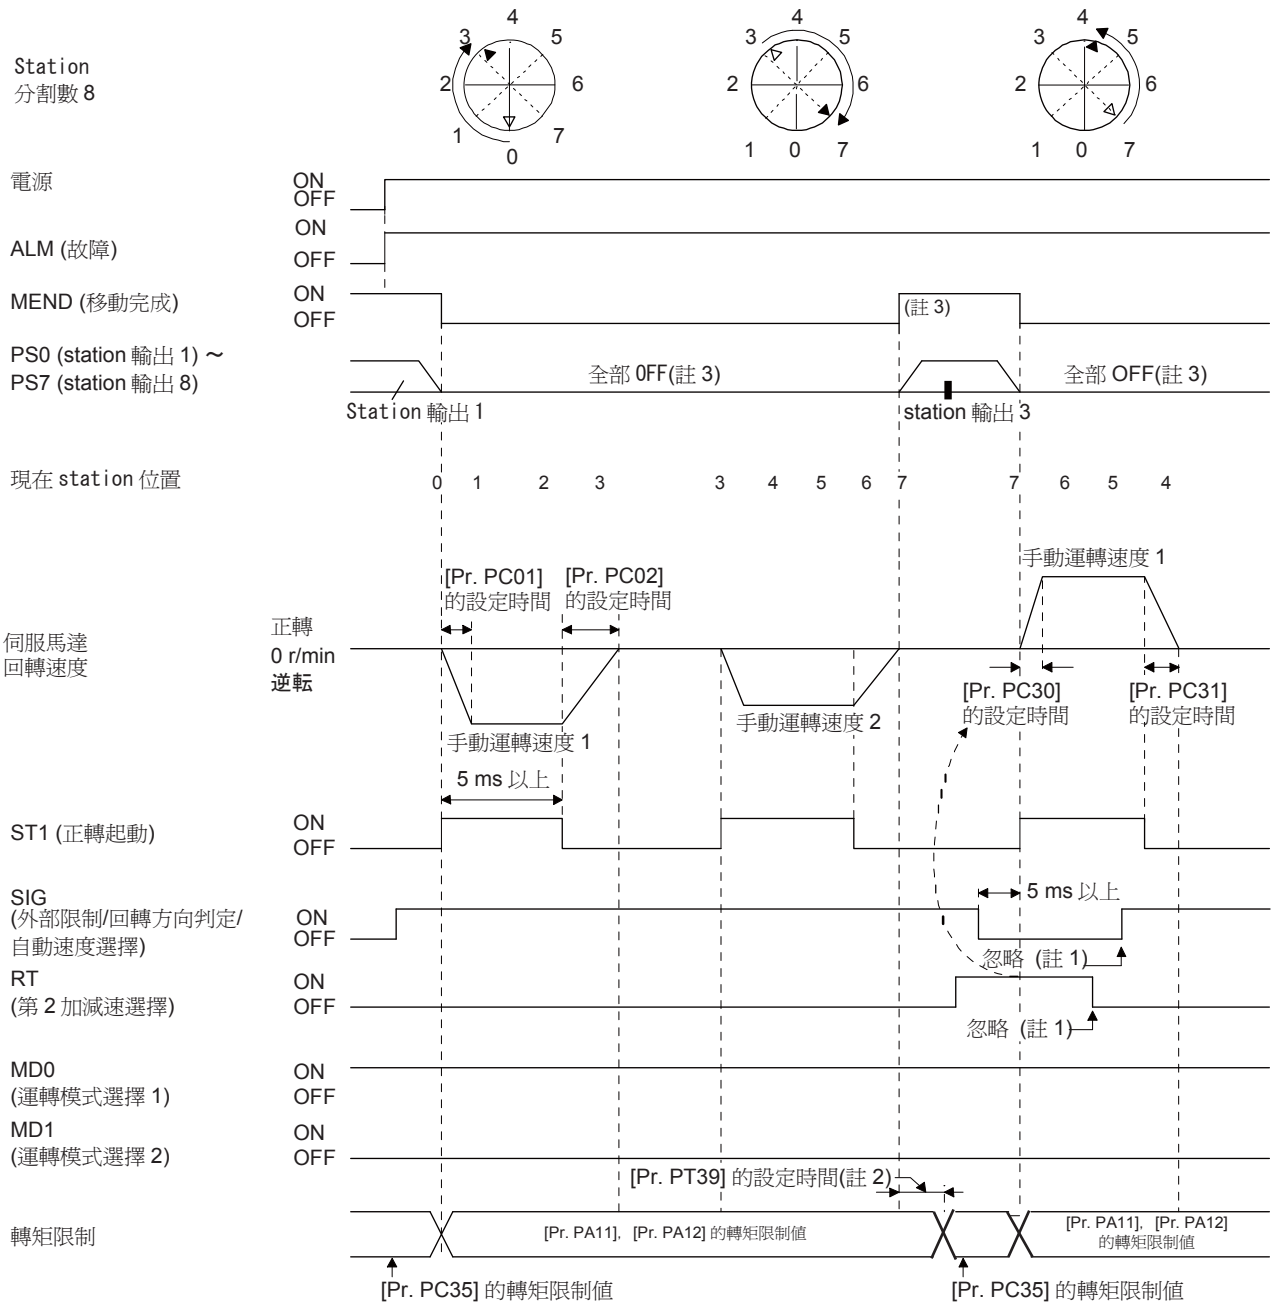 4
3
5
2
6
1
7
0
4
3
5
2
6
1
0
7
4
3
5
2
6
1
0
7
Station
分割數 8
電源
ON
OFF
ALM (故障)
ON
OFF
MEND (移動完成)
ON
OFF
(註 3)
PS0 (station 輸出 1) ～
PS7 (station 輸出 8)
全部 OFF(註 3)
全部 OFF(註 3)
Station 輸出 1
station 輸出 3
現在 station 位置
0 1 2 3 3 4 5 6 7 7 6 5 4
手動運轉速度 1
[Pr. PC01]
的設定時間
[Pr. PC02]
的設定時間
伺服馬達
回轉速度
正轉
0 r/min
逆転
[Pr. PC30]
的設定時間
[Pr. PC31]
的設定時間
手動運轉速度 1
手動運轉速度 2
5 ms 以上
ST1 (正轉起動)
ON
OFF
SIG
(外部限制/回轉方向判定/
自動速度選擇)
ON
OFF
5 ms 以上
忽略 (註 1)
RT
(第 2 加減速選擇)
ON
OFF
忽略 (註 1)
MD0
(運轉模式選擇 1)
ON
OFF
MD1
(運轉模式選擇 2)
ON
OFF
[Pr. PT39] 的設定時間(註 2)
轉矩限制
[Pr. PA11], [Pr. PA12] 的轉矩限制値
[Pr. PA11], [Pr. PA12]
的轉矩限制値
[Pr. PC35] 的轉矩限制値
[Pr. PC35] 的轉矩限制値